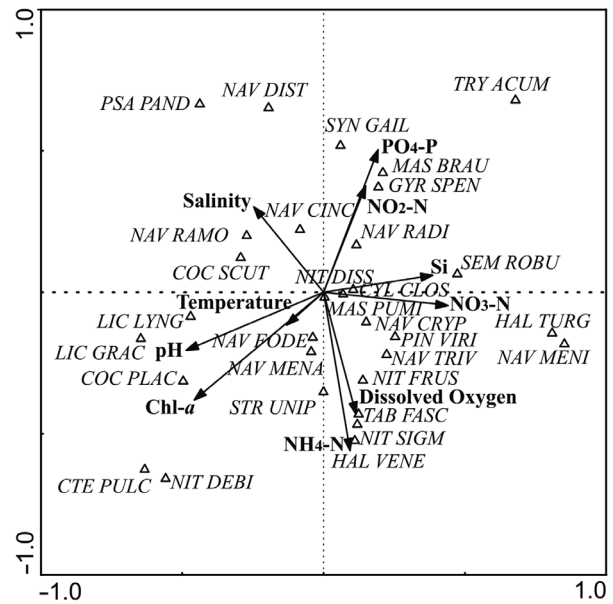 1.0
TRY ACUM
NAV DIST
PSA PAND
SYN GAIL
PO4-P
MAS BRAU
GYR SPEN
Salinity
NO2-N
NAV CINC
NAV RAMO
NAV RADI
SEM ROBU
Si
COC SCUT
NIT DISS
CYL GLOS
Temperature
NO3-N
MAS PUMI
LIC LYNG
NAV CRYP
HAL TURG
NAV FODE
PIN VIRI
LIC GRAC
pH
NAV TRIV
NAV MENI
NAV MENA
COC PLAC
NIT FRUS
Dissolved Oxygen
Chl-a
STR UNIP
TAB FASC
NH4-N
NIT SIGM
HAL VENE
CTE PULC
NIT DEBI
-1.0
-1.0
1.0